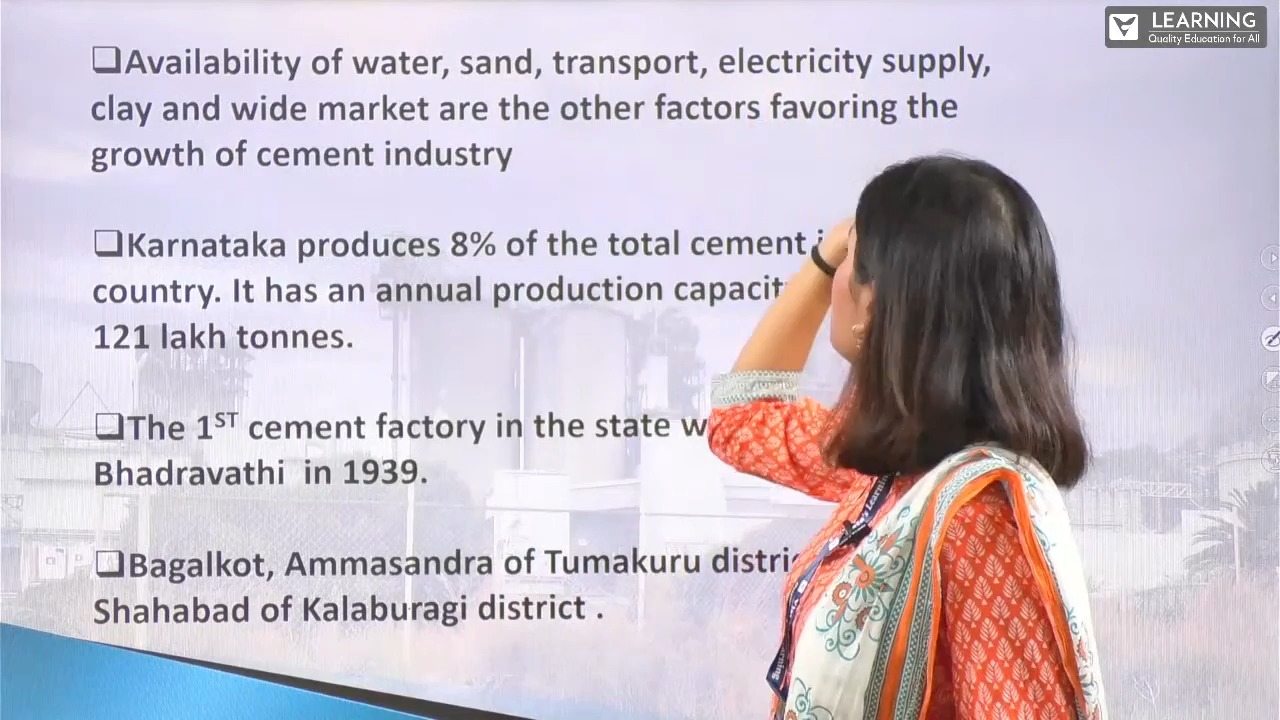 LEARNING
Quality Education for All
❑Availability of water, sand, transport, electricity supply,
clay and wide market are the other factors favoring the
growth of cement industry
❑Karnataka produces 8% of the total cement
country. It has an annual production
121 lakh tonnes.
❑The 1ST cement factory in the state
Bhadravathi in 1939.
❑Bagalkot, Ammasandra of Tumakuru
Shahabad of Kalaburagi district .